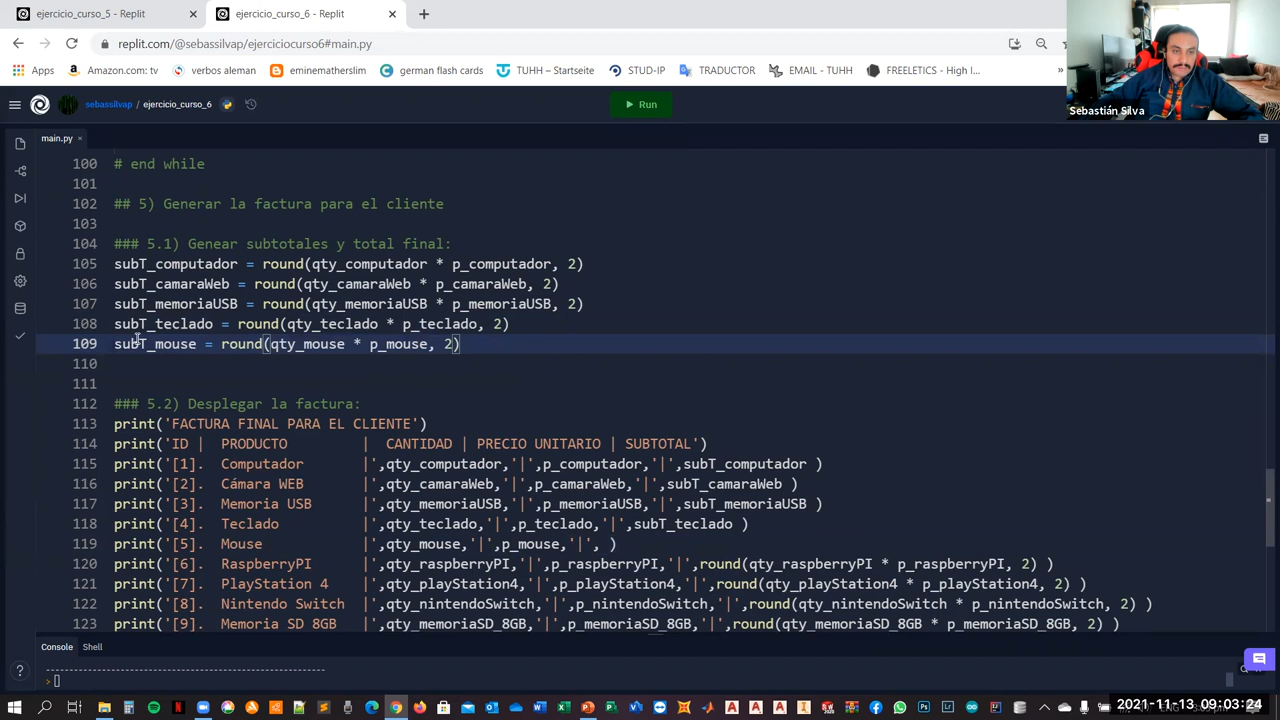 ejercicio_curso_5 - Replit
ejercicio_curso_6 - Replit
replit.com/@sebassilvap/ejerciciocurso6#main.py
Apps
Amazon.com: tv
verbos aleman
eminematherslim
german flash cards
TUHH – Startseite
STUD-IP
TRADUCTOR
EMAIL - TUHH
FREELETICS - High I...
Sebastián Silva
sebassilvap / ejercicio_curso_6
Run
main.py
100 # end while
101
102 ## 5) Generar la factura para el cliente
103
104 ### 5.1) Genear subtotales y total final:
105 subT_computador = round(qty_computador * p_computador, 2)
106 subT_camaraWeb = round(qty_camaraWeb * p_camaraWeb, 2)
107 subT_memoriaUSB = round(qty_memoriaUSB * p_memoriaUSB, 2)
108 subT_teclado = round(qty_teclado * p_teclado, 2)
109 subT_mouse = round(qty_mouse * p_mouse, 2)
110
111
112 ### 5.2) Desplegar la factura:
113 print('FACTURA FINAL PARA EL CLIENTE')
114 print('ID |  PRODUCTO         |  CANTIDAD | PRECIO UNITARIO | SUBTOTAL')
115 print('[1].  Computador       |',qty_computador,'|',p_computador,'|',subT_computador )
116 print('[2].  Cámara WEB       |',qty_camaraWeb,'|',p_camaraWeb,'|',subT_camaraWeb )
117 print('[3].  Memoria USB      |',qty_memoriaUSB,'|',p_memoriaUSB,'|',subT_memoriaUSB )
118 print('[4].  Teclado          |',qty_teclado,'|',p_teclado,'|',subT_teclado )
119 print('[5].  Mouse            |',qty_mouse,'|',p_mouse,'|', )
120 print('[6].  RaspberryPI      |',qty_raspberryPI,'|',p_raspberryPI,'|',round(qty_raspberryPI * p_raspberryPI, 2) )
121 print('[7].  PlayStation 4    |',qty_playStation4,'|',p_playStation4,'|',round(qty_playStation4 * p_playStation4, 2) )
122 print('[8].  Nintendo Switch  |',qty_nintendoSwitch,'|',p_nintendoSwitch,'|',round(qty_nintendoSwitch * p_nintendoSwitch, 2) )
123 print('[9].  Memoria SD 8GB   |',qty_memoriaSD_8GB,'|',p_memoriaSD_8GB,'|',round(qty_memoriaSD_8GB * p_memoriaSD_8GB, 2) )
Console
Shell
--------------------------------------------------------
>
2021-11-13 09:03:24